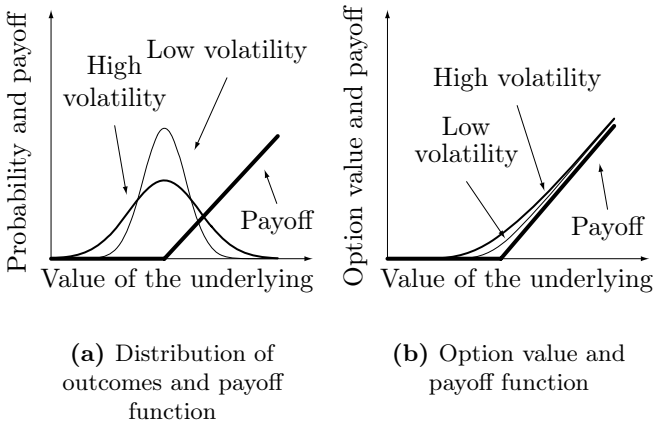 Probability and payoff
High
volatility
Low volatility
Payoff
Value of the underlying
(a) Distribution of
outcomes and payoff
function
Option value and payoff
High volatility
Low
volatility
Payoff
Value of the underlying
(b) Option value and
payoff function